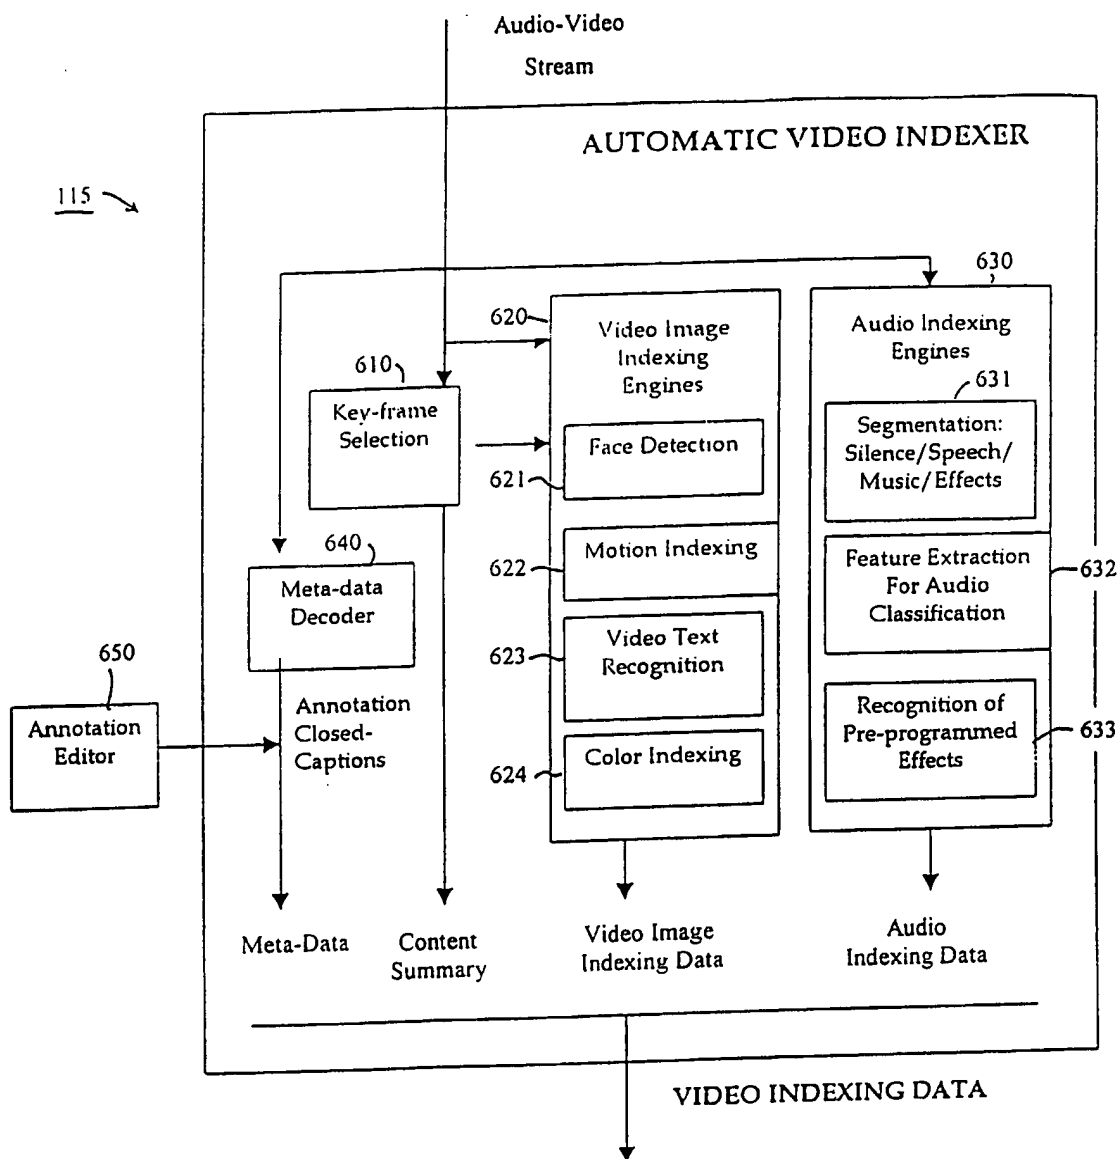 Audio-Video
Stream
AUTOMATIC VIDEO INDEXER
115
630
620
Video Image
Indexing
Engines
Audio Indexing
Engines
610
Key-frame
Selection
631
Segmentation:
Silence/Speech/
Music/Effects
Face Detection
621
640
Motion Indexing
622
Feature Extraction
For Audio
Classification
632
Meta-data
Decoder
650
623
Video Text
Recognition
Annotation
Editor
Annotation
Closed-
Captions
Recognition of
Pre-programmed
Effects
633
624
Color Indexing
Meta-Data
Content
Summary
Video Image
Indexing Data
Audio
Indexing Data
VIDEO INDEXING DATA